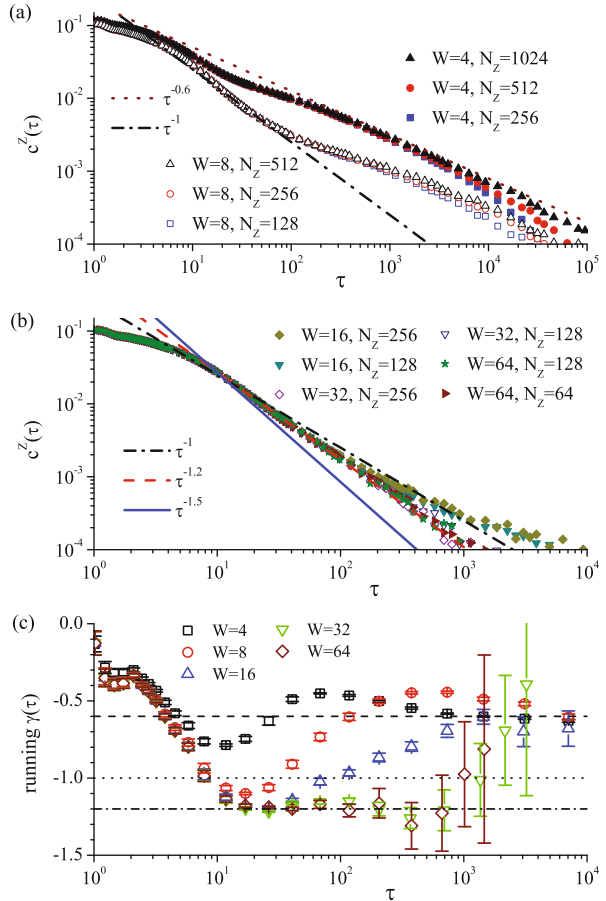 (a)
10^-1
10^-2
10^-3
10^-4
c^Z(τ)
τ^-0.6
τ^-1
W=8, N_Z=512
W=8, N_Z=256
W=8, N_Z=128
W=4, N_Z=1024
W=4, N_Z=512
W=4, N_Z=256
10^0 10^1 10^2 10^3 10^4 10^5
τ
(b)
10^-1
10^-2
10^-3
10^-4
c^Z(τ)
W=16, N_Z=256
W=16, N_Z=128
W=32, N_Z=256
W=32, N_Z=128
W=64, N_Z=128
W=64, N_Z=64
τ^-1
τ^-1.2
τ^-1.5
10^0 10^1 10^2 10^3 10^4
τ
(c)
0.0
-0.5
-1.0
-1.5
running γ(τ)
W=4
W=8
W=16
W=32
W=64
10^0 10^1 10^2 10^3 10^4
τ